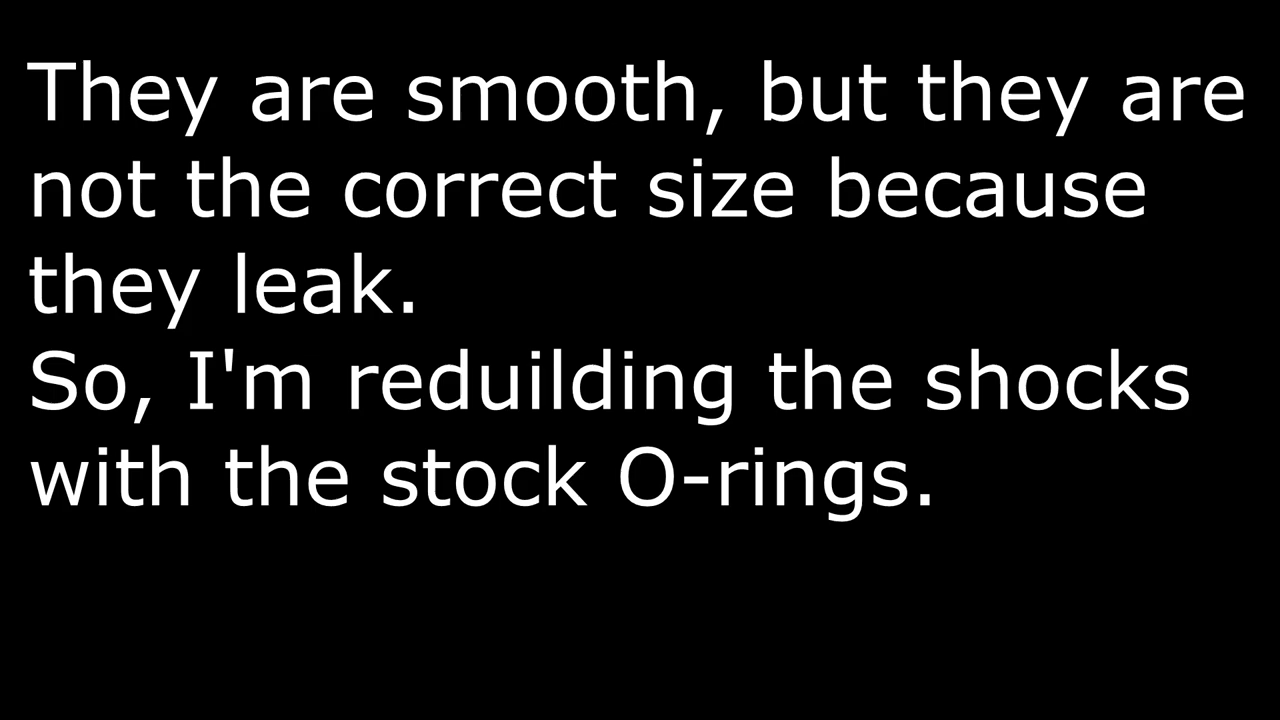 They are smooth, but they are
not the correct size because
they leak.
So, I'm reduilding the shocks
with the stock O-rings.